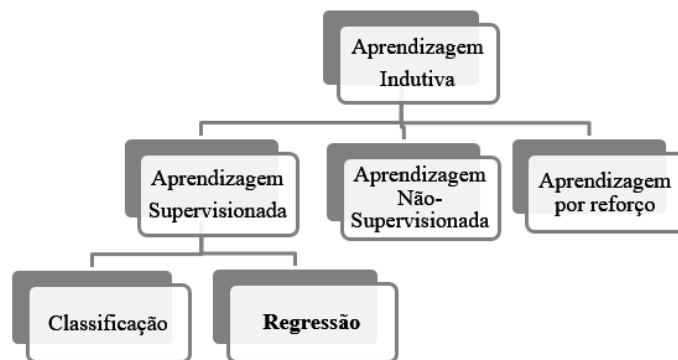 Aprendizagem
Indutiva
Aprendizagem
Supervisionada
Aprendizagem
Não-
Supervisionada
Aprendizagem
por reforço
Classificação
Regressão